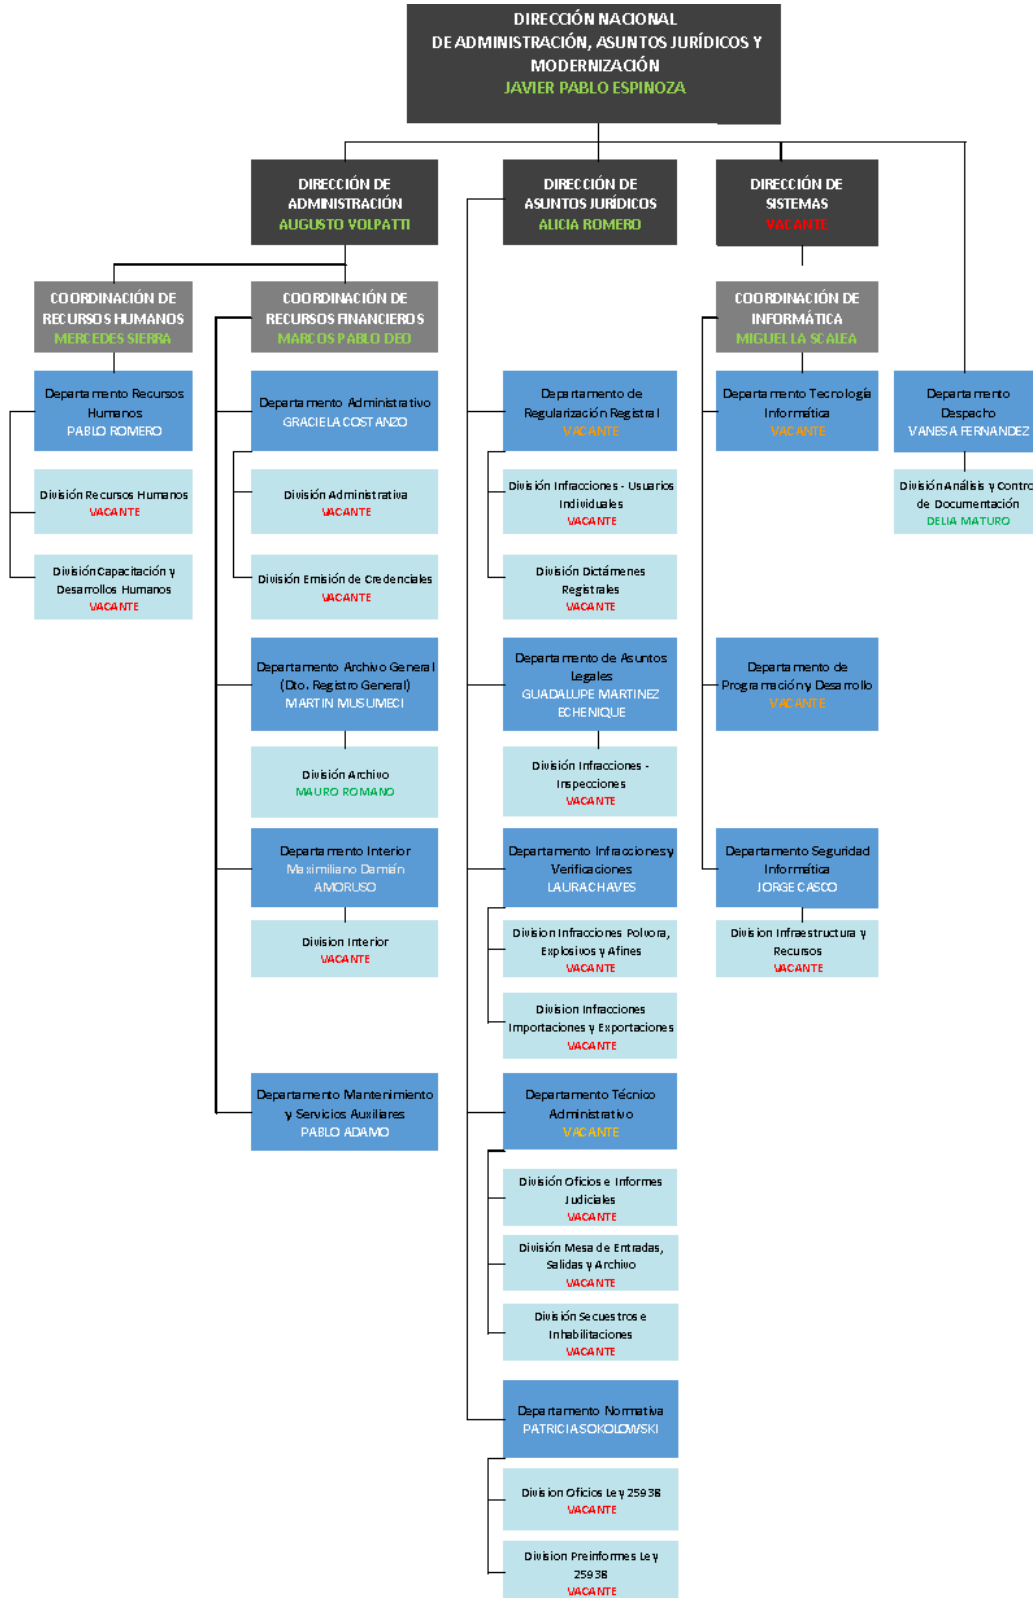 DIRECCIÓN NACIONAL
DE ADMINISTRACIÓN, ASUNTOS JURÍDICOS Y
MODERNIZACIÓN
JAVIER PABLO ESPINOZA
DIRECCIÓN DE
ADMINISTRACIÓN
AUGUSTO VOLPATTI
DIRECCIÓN DE
ASUNTOS JURÍDICOS
ALICIA ROMERO
DIRECCIÓN DE
SISTEMAS
VACANTE
COORDINACIÓN DE
RECURSOS HUMANOS
MERCEDES SIERRA
COORDINACIÓN DE
RECURSOS FINANCIEROS
MARCOS PABLO DEO
COORDINACIÓN DE
INFORMÁTICA
MIGUEL LA SCALEA
Departamento Recursos
Humanos
PABLO ROMERO
Departamento Administrativo
GRACIELA COSTANZO
Departamento de
Regularización Registral
VACANTE
Departamento Tecnología
Informática
VACANTE
Departamento
Despacho
VANESA FERNANDEZ
División Recursos Humanos
VACANTE
División Administrativa
VACANTE
División Infracciones - Usuarios
Individuales
VACANTE
División Análisis y Contro
de Documentación
DELIA MATURO
División Capacitación y
Desarrollos Humanos
VACANTE
División Emisión de Credenciales
VACANTE
División Dictámenes
Registrales
VACANTE
Departamento Archivo General
(Dto. Registro General)
MARTIN MUSUMECI
Departamento de Asuntos
Legales
GUADALUPE MARTINEZ
ECHENIQUE
Departamento de
Programación y Desarrollo
VACANTE
División Archivo
MAURO ROMANO
División Infracciones -
Inspecciones
VACANTE
Departamento Interior
Maximiliano Damián
AMORUSO
Departamento Infracciones y
Verificaciones
LAURA CHAVES
Departamento Seguridad
Informática
JORGE CASCO
Division Interior
VACANTE
Division Infracciones Polvora,
Explosivos y Afines
VACANTE
Division Infraestructura y
Recursos
VACANTE
Division Infracciones
Importaciones y Exportaciones
VACANTE
Departamento Mantenimiento
y Servicios Auxiliares
PABLO ADAMO
Departamento Técnico
Administrativo
VACANTE
División Oficios e Informes
Judiciales
VACANTE
División Mesa de Entradas,
Salidas y Archivo
VACANTE
División Secuestros e
Inhabilitaciones
VACANTE
Departamento Normativa
PATRICIA SOKOLOWSKI
Division Oficios Ley 25938
VACANTE
Division Preinformes Ley
25938
VACANTE